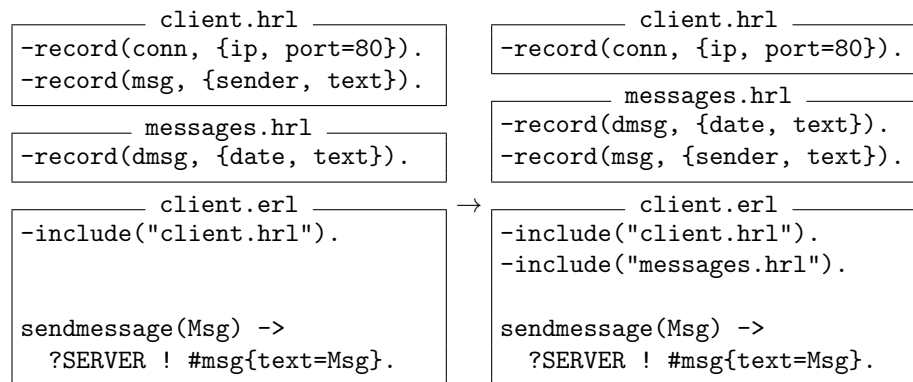 client.hrl
-record(conn, {ip, port=80}).
-record(msg, {sender, text}).
messages.hrl
-record(dmsg, {date, text}).
client.erl
-include("client.hrl").
sendmessage(Msg) ->
?SERVER ! #msg{text=Msg}.
→
client.hrl
-record(conn, {ip, port=80}).
messages.hrl
-record(dmsg, {date, text}).
-record(msg, {sender, text}).
client.erl
-include("client.hrl").
-include("messages.hrl").
sendmessage(Msg) ->
?SERVER ! #msg{text=Msg}.